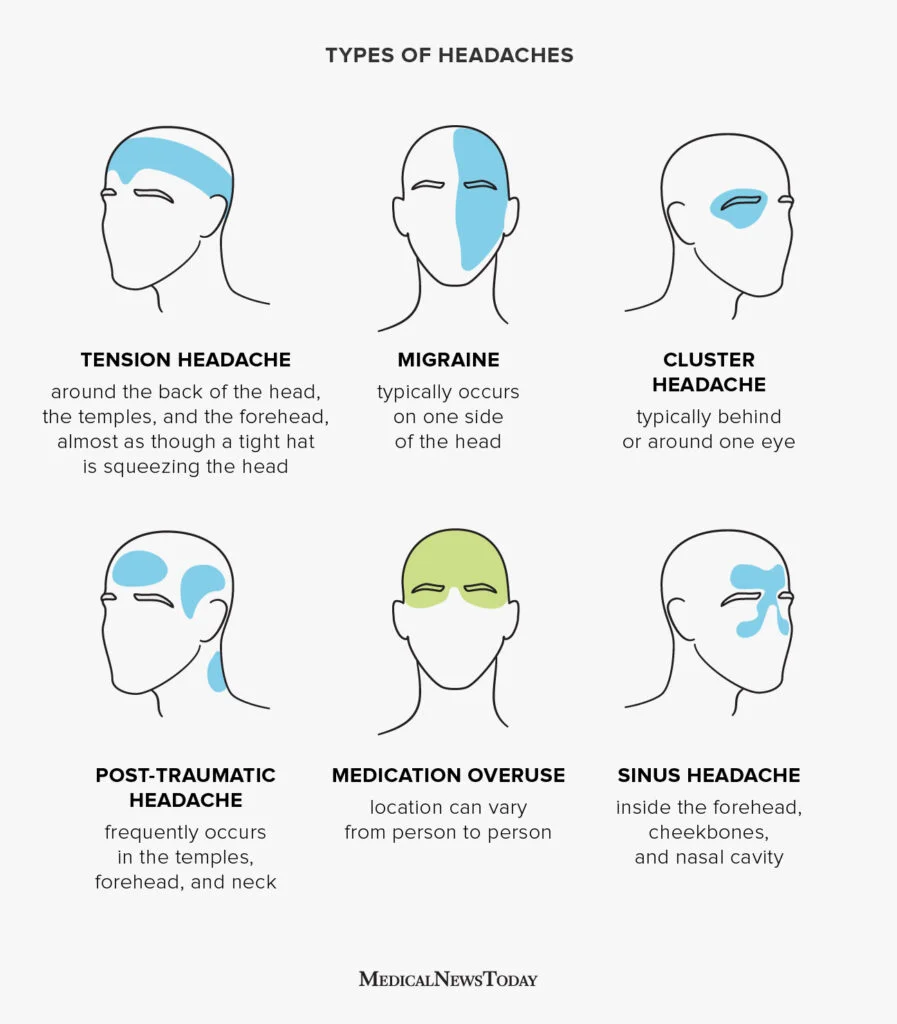 TYPES OF HEADACHES
TENSION HEADACHE
around the back of the head,
the temples, and the forehead,
almost as though a tight hat
is squeezing the head
MIGRAINE
typically occurs
on one side
of the head
CLUSTER
HEADACHE
typically behind
or around one eye
POST-TRAUMATIC
HEADACHE
frequently occurs
in the temples,
forehead, and neck
MEDICATION OVERUSE
location can vary
from person to person
SINUS HEADACHE
inside the forehead,
cheekbones,
and nasal cavity
MEDICALNEWSTODAY